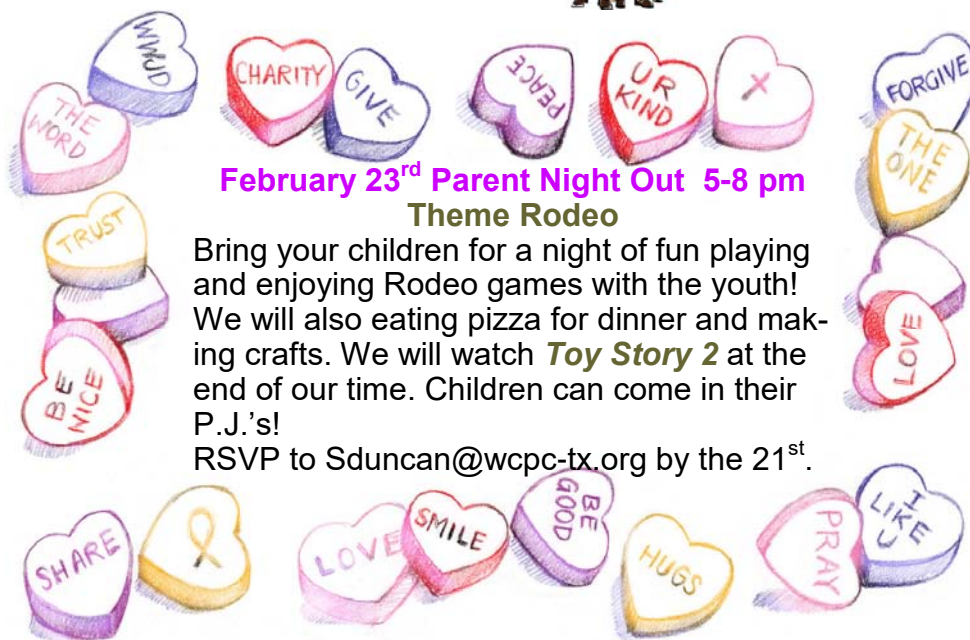 WWJD
THE
WORD
CHARITY
GIVE
PEACE
UR
KIND
FORGIVE
THE
ONE
February 23rd Parent Night Out 5-8 pm
Theme Rodeo
Bring your children for a night of fun playing
and enjoying Rodeo games with the youth!
We will also eating pizza for dinner and mak-
ing crafts. We will watch Toy Story 2 at the
end of our time. Children can come in their
P.J.'s!
RSVP to Sduncan@wcpc-tx.org by the 21st.
TRUST
BE
NICE
LOVE
SHARE
LOVE
SMILE
BE
GOOD
HUGS
PRAY
I
LIKE
U